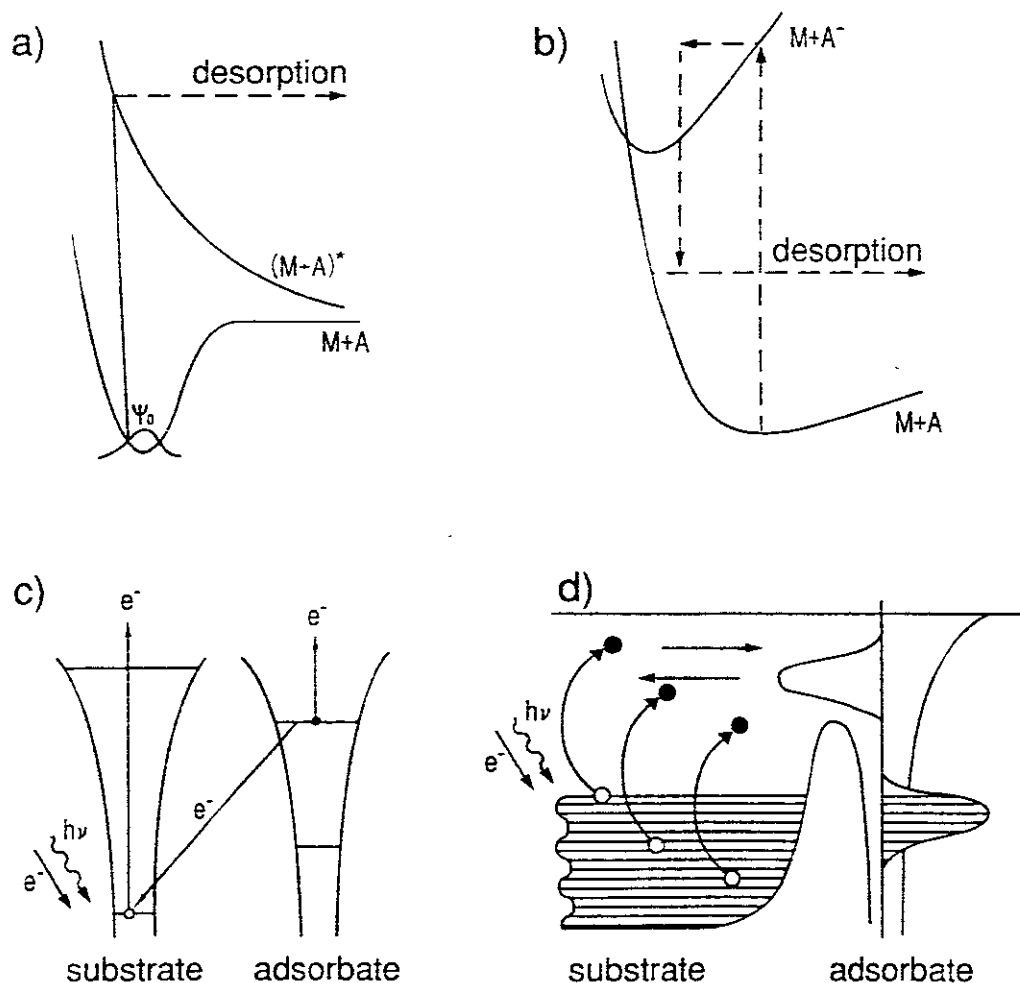 a)
desorption
(M+A)*
M+A
Ψ₀
b)
M+A⁻
desorption
M+A
c)
e⁻
e⁻
e⁻
hν
e⁻
substrate
adsorbate
d)
hν
e⁻
substrate
adsorbate